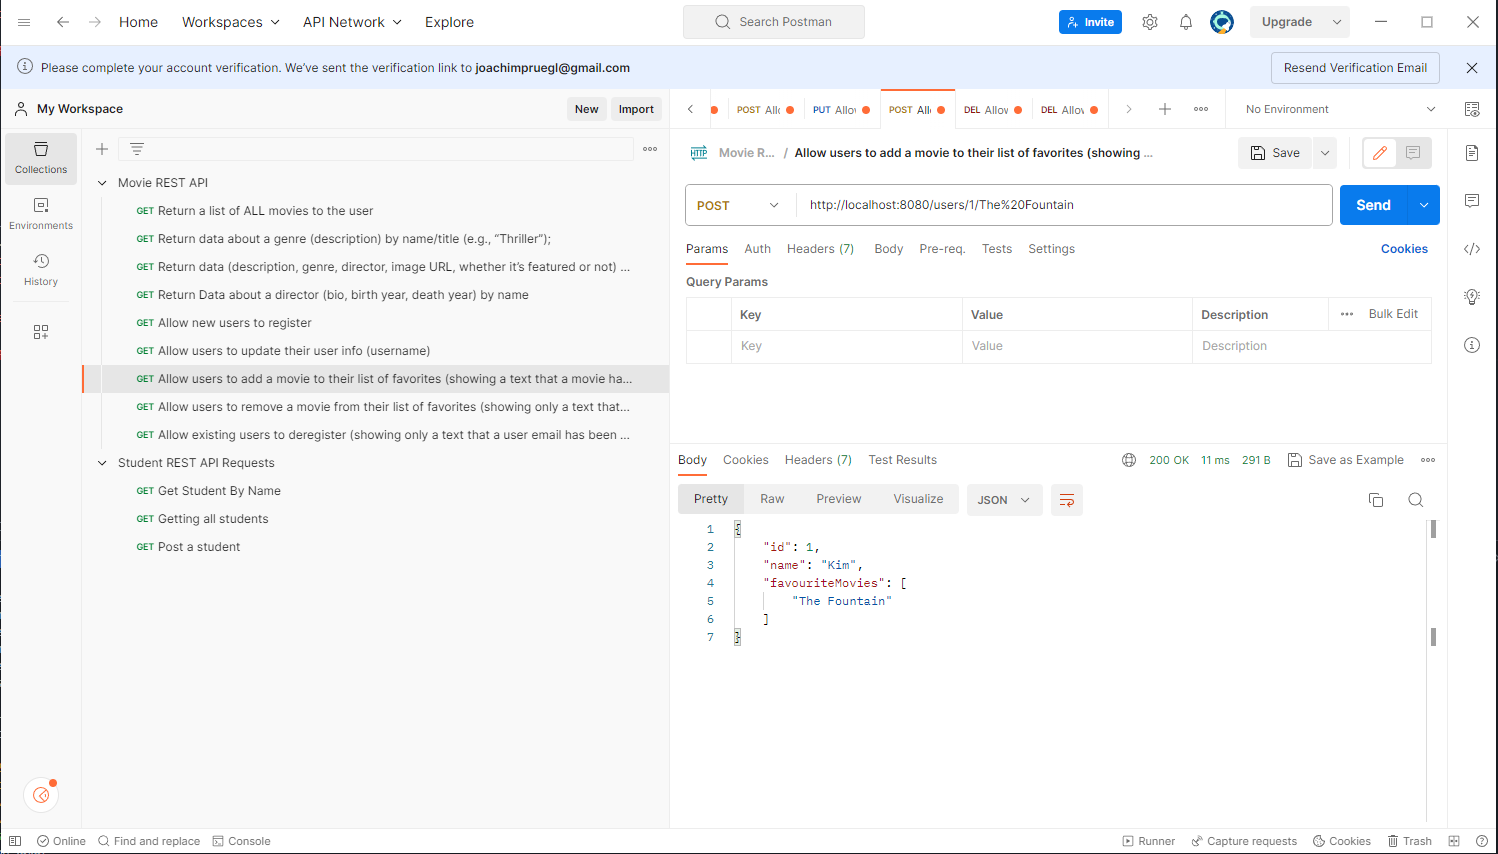 Home Workspaces API Network Explore Search Postman Invite Upgrade
Please complete your account verification. We've sent the verification link to joachimpruegl@gmail.com Resend Verification Email
My Workspace New Import
POST Allo PUT Allow POST All DEL Allow DEL Allow No Environment
Collections
Environments
History
Movie REST API
GET Return a list of ALL movies to the user
GET Return data about a genre (description) by name/title (e.g., "Thriller");
GET Return data (description, genre, director, image URL, whether it's featured or not) ...
GET Return Data about a director (bio, birth year, death year) by name
GET Allow new users to register
GET Allow users to update their user info (username)
GET Allow users to add a movie to their list of favorites (showing a text that a movie ha...
GET Allow users to remove a movie from their list of favorites (showing only a text that...
GET Allow existing users to deregister (showing only a text that a user email has been ...
Student REST API Requests
GET Get Student By Name
GET Getting all students
GET Post a student
HTTP Movie R... / Allow users to add a movie to their list of favorites (showing ... Save
POST http://localhost:8080/users/1/The%20Fountain Send
Params Auth Headers (7) Body Pre-req. Tests Settings Cookies
Query Params
Key Value Description Bulk Edit
Key Value Description
Body Cookies Headers (7) Test Results 200 OK 11 ms 291 B Save as Example
Pretty Raw Preview Visualize JSON
1 {
2 "id": 1,
3 "name": "Kim",
4 "favouriteMovies": [
5 "The Fountain"
6 ]
7 }
Online Find and replace Console Runner Capture requests Cookies Trash